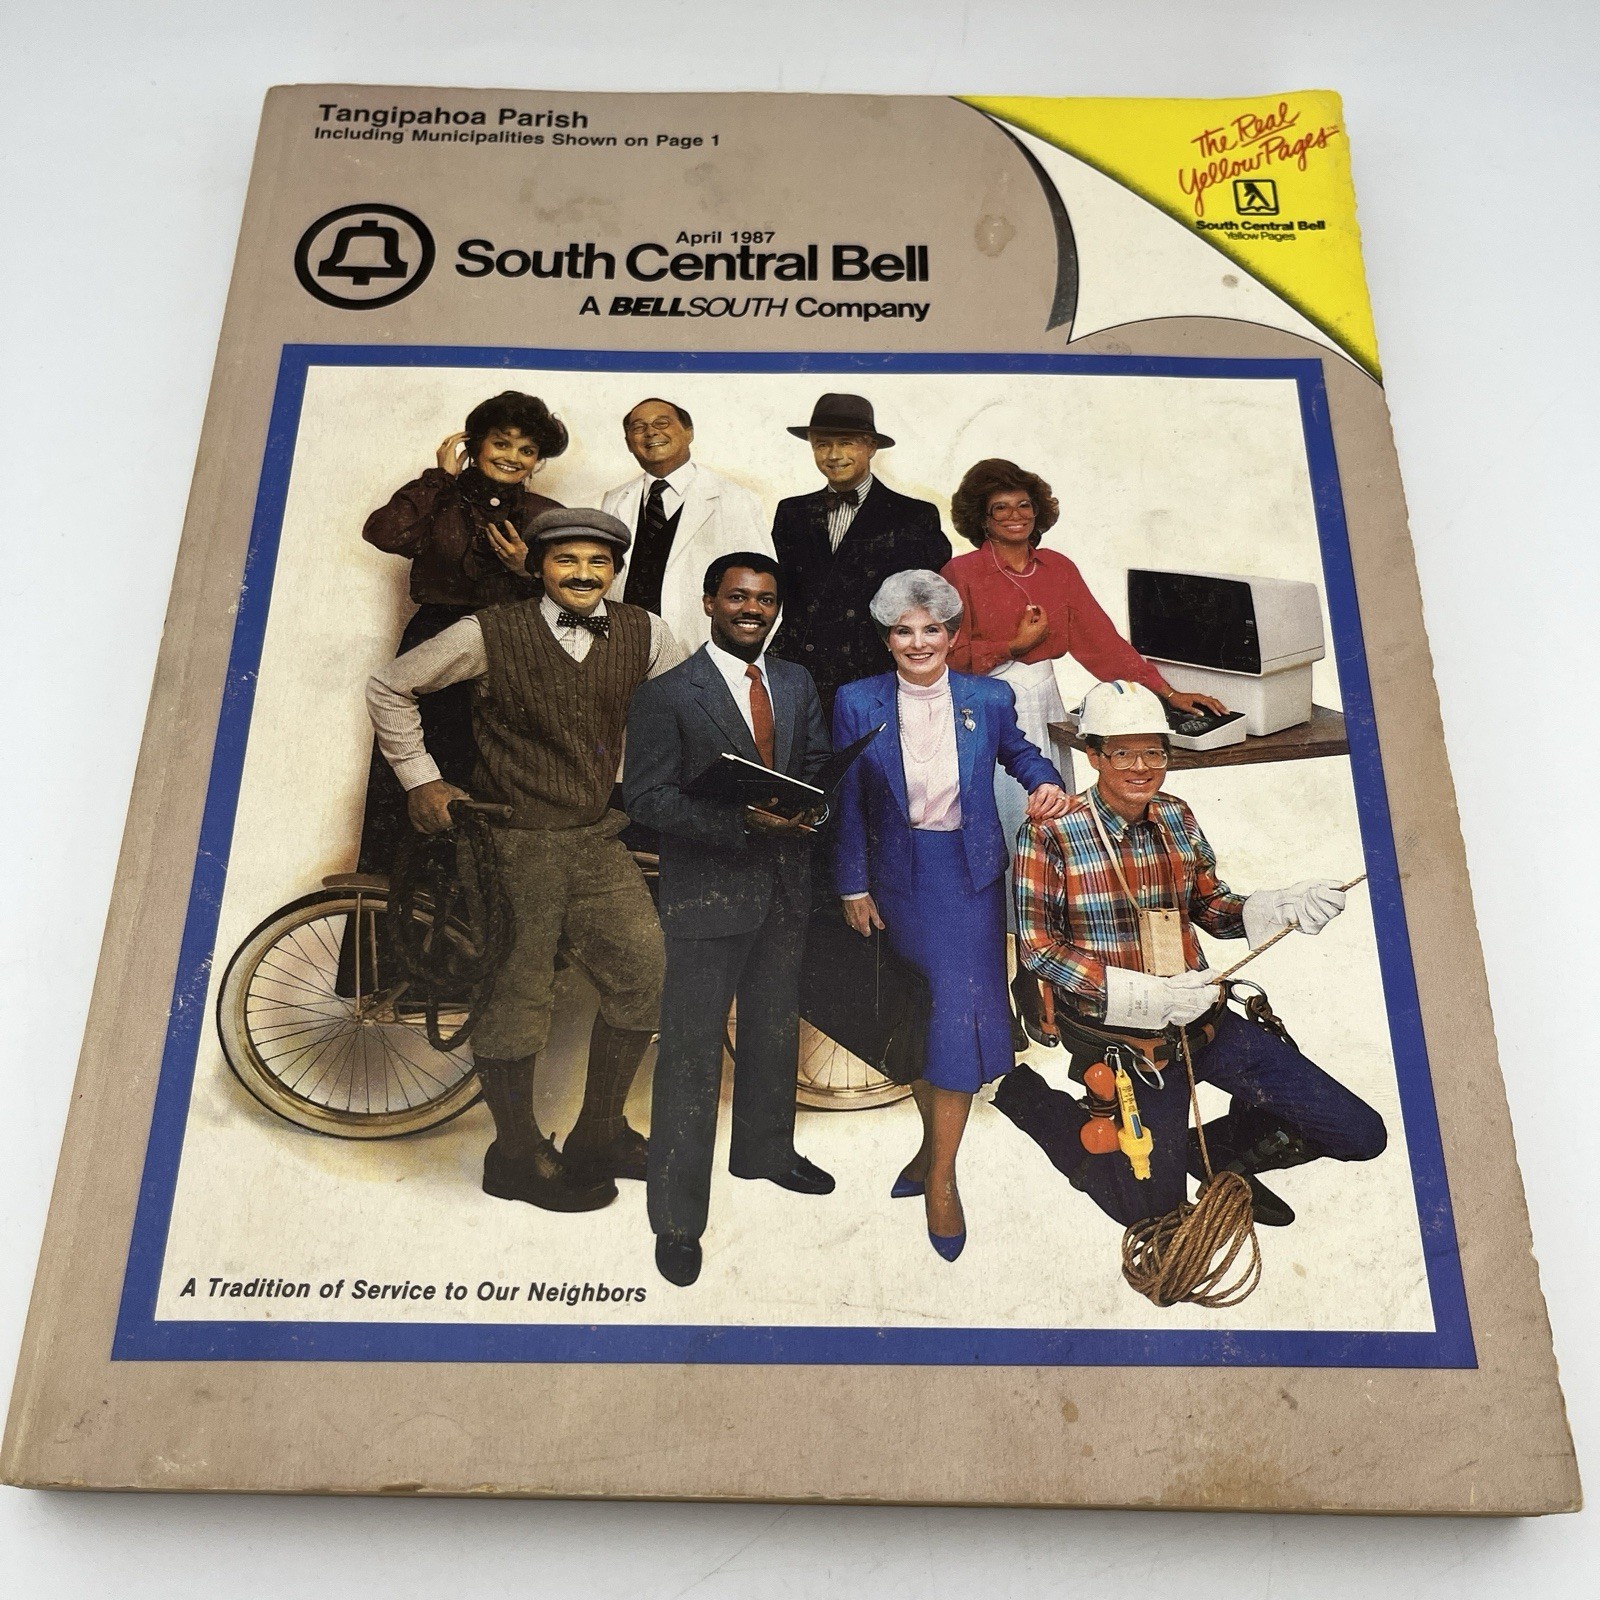 Tangipahoa Parish
Including Municipalities Shown on Page 1
The Real
Yellow Pages
South Central Bell
Yellow Pages
April 1987
South Central Bell
A BELLSOUTH Company
A Tradition of Service to Our Neighbors